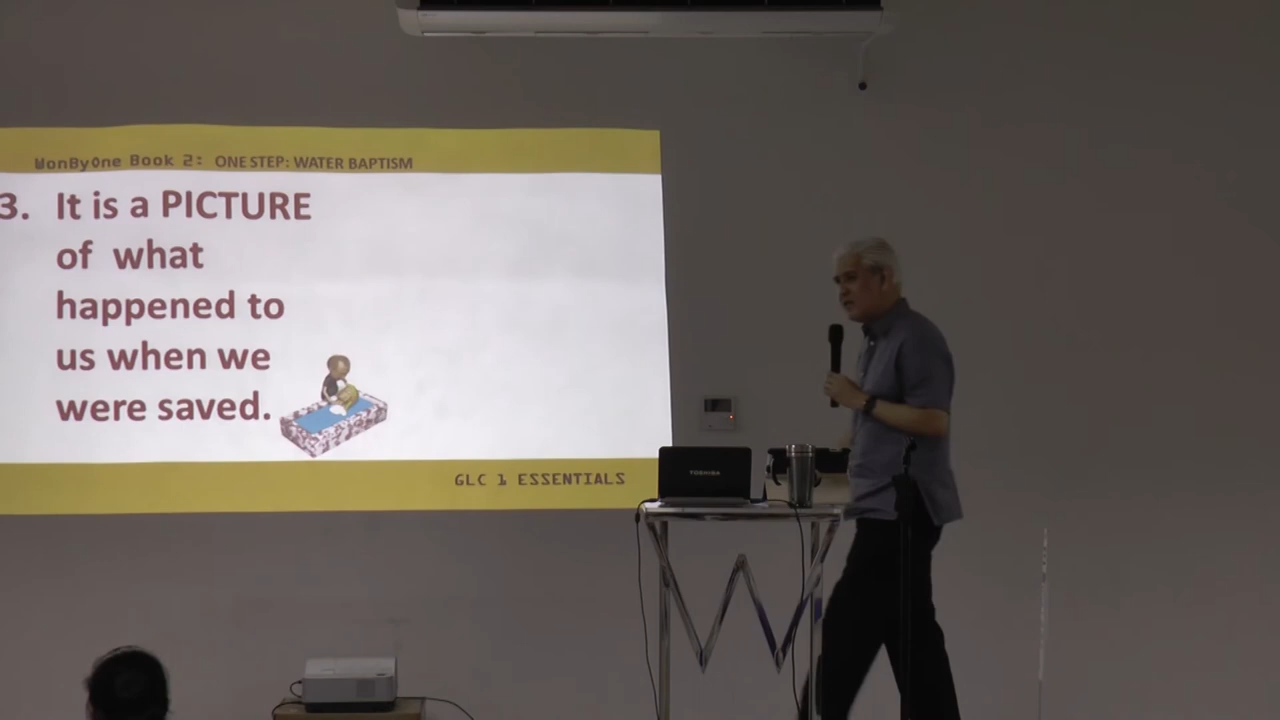 WonByOne Book 2: ONE STEP: WATER BAPTISM
3. It is a PICTURE
of what
happened to
us when we
were saved.
GLC 1 ESSENTIALS
TOSHIBA